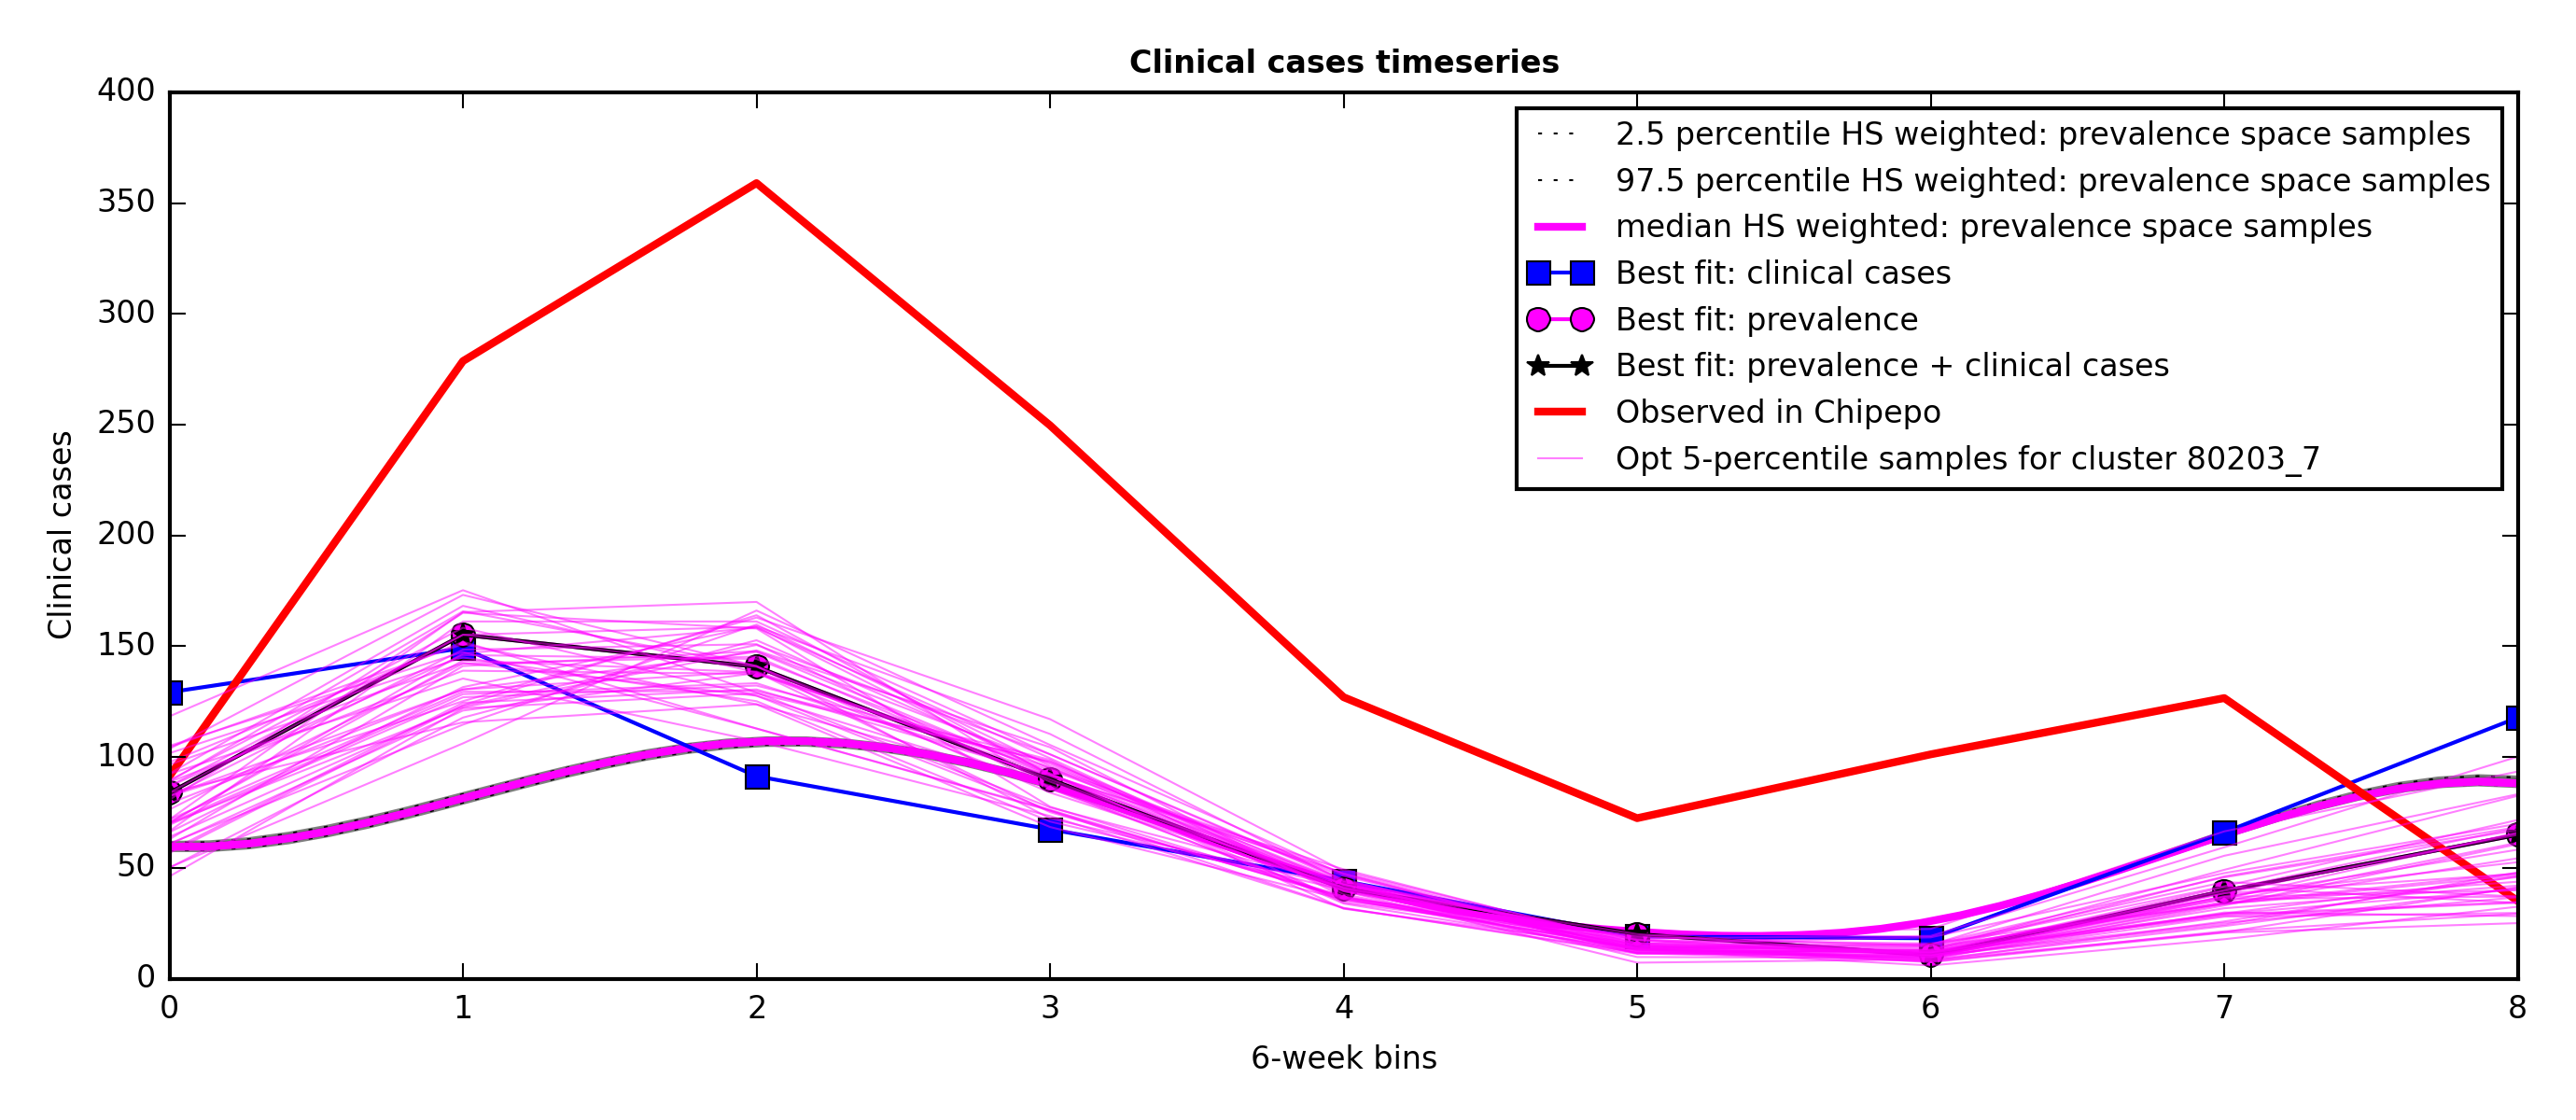 Clinical cases timeseries
400
350
300
250
200
150
100
50
0
Clinical cases
2.5 percentile HS weighted: prevalence space samples
97.5 percentile HS weighted: prevalence space samples
median HS weighted: prevalence space samples
Best fit: clinical cases
Best fit: prevalence
Best fit: prevalence + clinical cases
Observed in Chipepo
Opt 5-percentile samples for cluster 80203_7
0 1 2 3 4 5 6 7 8
6-week bins